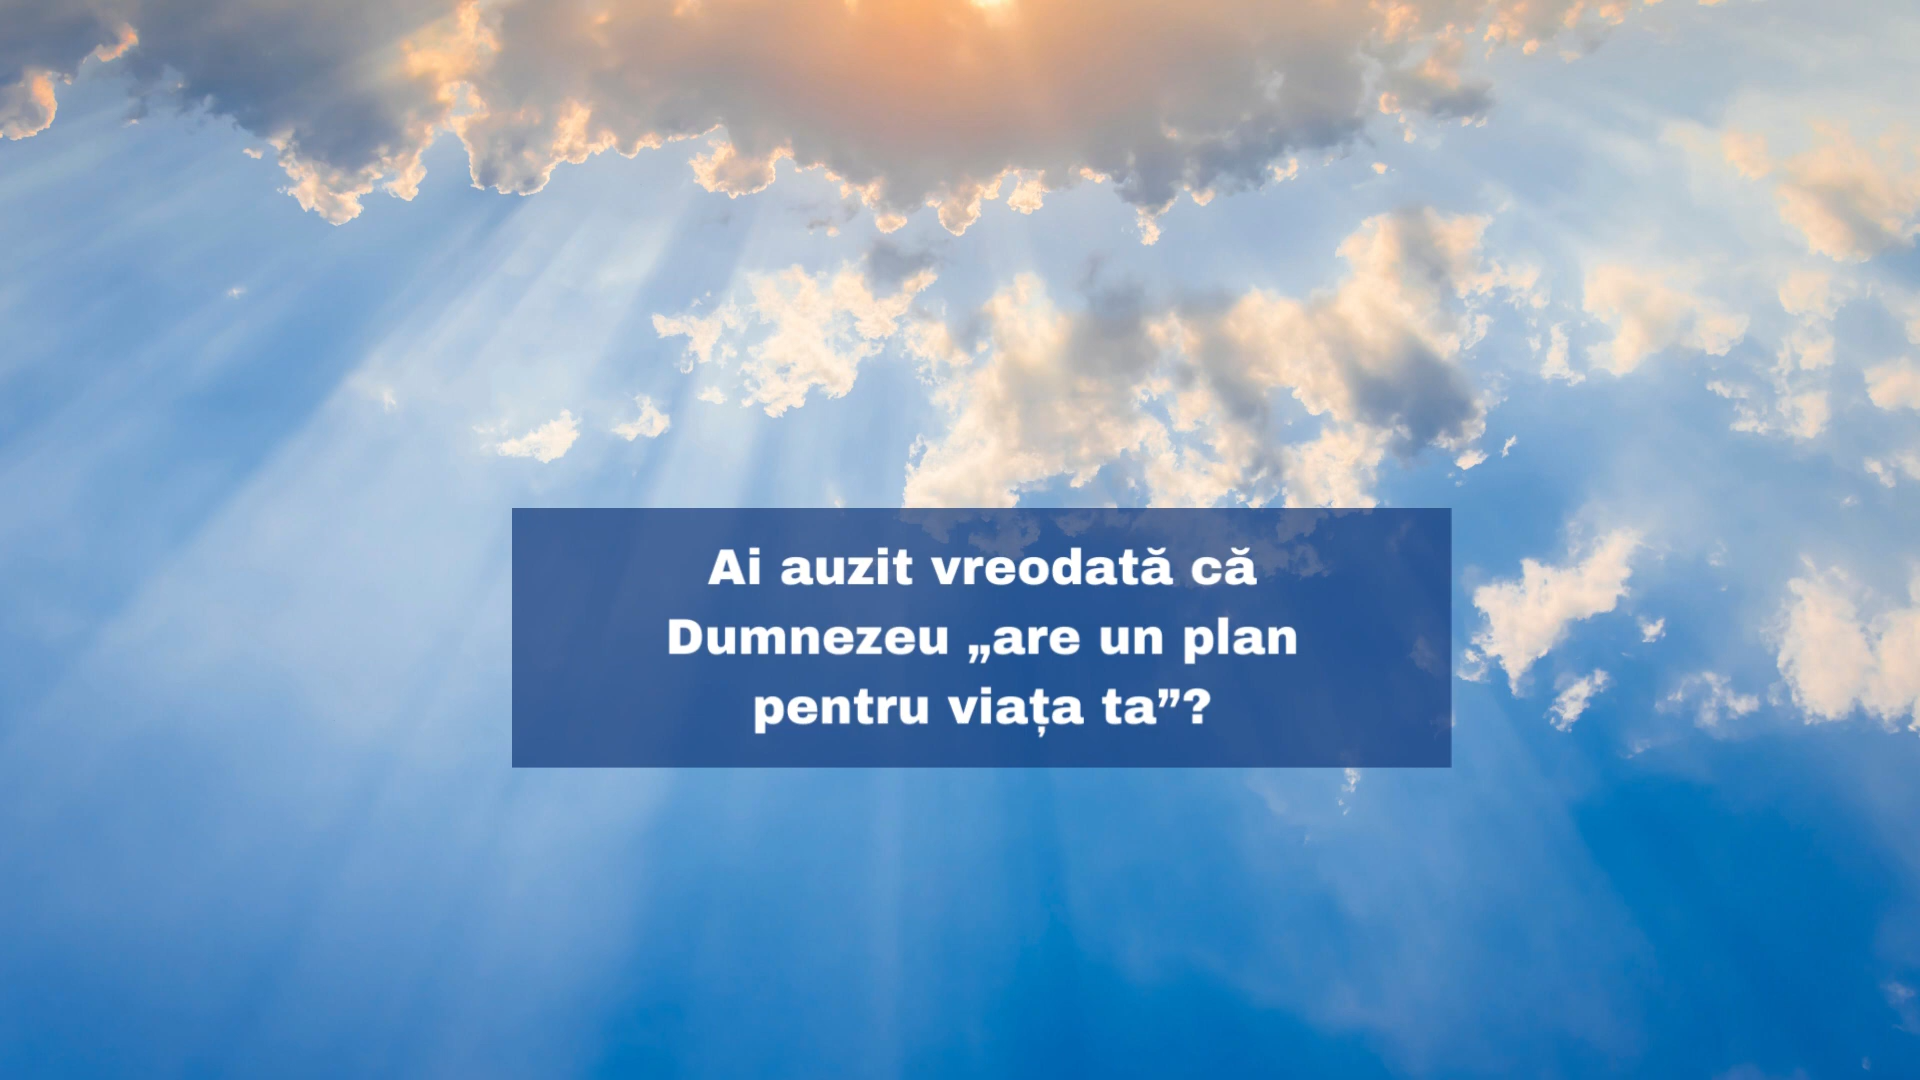 Ai auzit vreodată că
Dumnezeu „are un plan
pentru viața ta”?